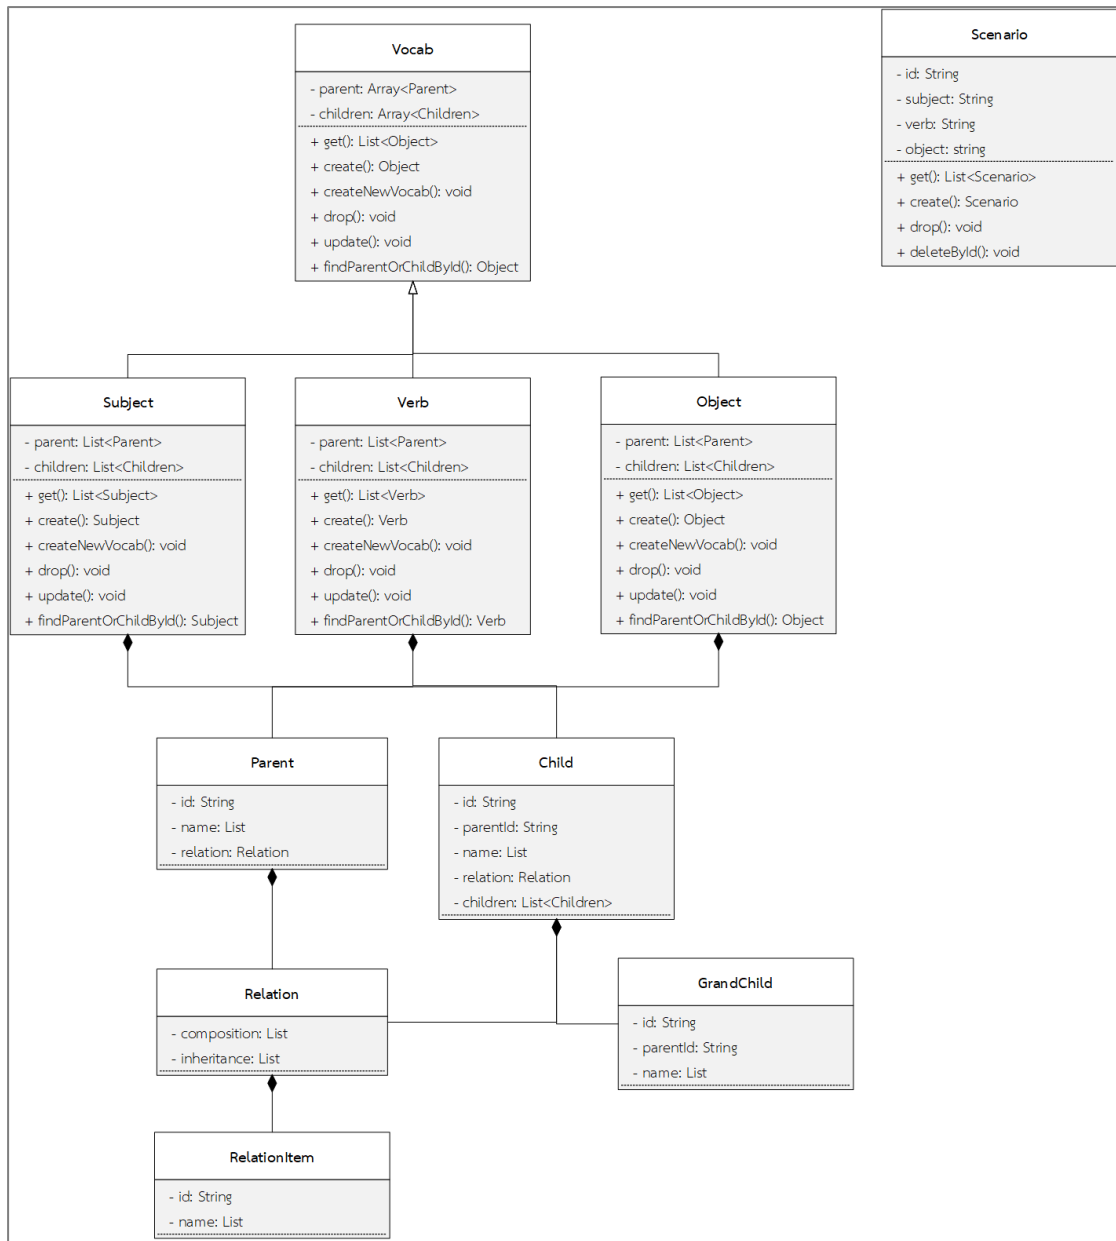 Vocab
- parent: Array<Parent>
- children: Array<Children>
+ get(): List<Object>
+ create(): Object
+ createNewVocab(): void
+ drop(): void
+ update(): void
+ findParentOrChildById(): Object
Scenario
- id: String
- subject: String
- verb: String
- object: string
+ get(): List<Scenario>
+ create(): Scenario
+ drop(): void
+ deleteById(): void
Subject
- parent: List<Parent>
- children: List<Children>
+ get(): List<Subject>
+ create(): Subject
+ createNewVocab(): void
+ drop(): void
+ update(): void
+ findParentOrChildById(): Subject
Verb
- parent: List<Parent>
- children: List<Children>
+ get(): List<Verb>
+ create(): Verb
+ createNewVocab(): void
+ drop(): void
+ update(): void
+ findParentOrChildById(): Verb
Object
- parent: List<Parent>
- children: List<Children>
+ get(): List<Object>
+ create(): Object
+ createNewVocab(): void
+ drop(): void
+ update(): void
+ findParentOrChildById(): Object
Parent
- id: String
- name: List
- relation: Relation
Child
- id: String
- parentId: String
- name: List
- relation: Relation
- children: List<Children>
Relation
- composition: List
- inheritance: List
GrandChild
- id: String
- parentId: String
- name: List
RelationItem
- id: String
- name: List